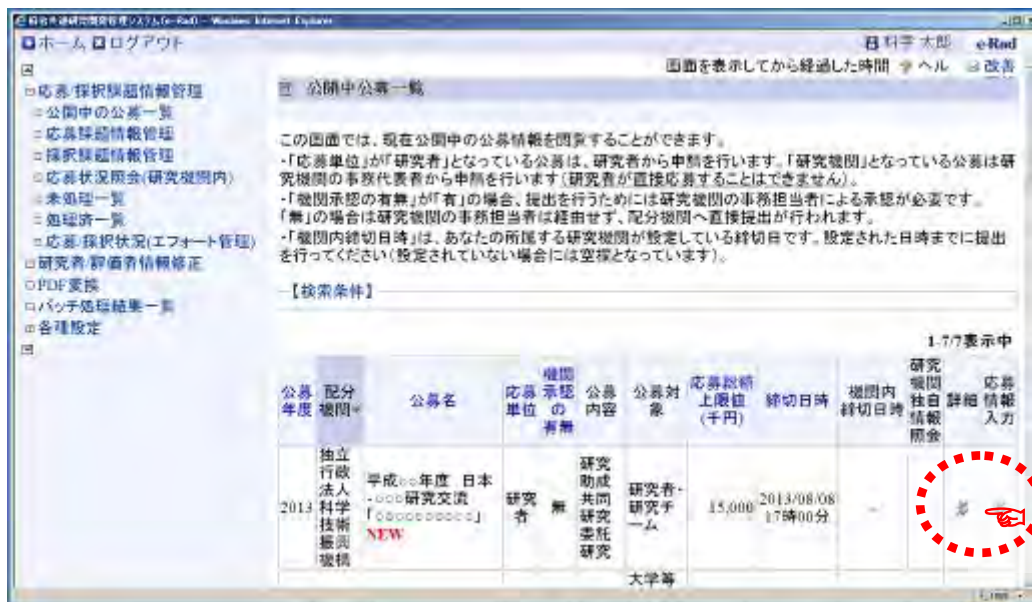 府省共通研究開発管理システム(e-Rad) - Windows Internet Explorer
ホーム ログアウト
科学 太郎 e-Rad
画面を表示してから経過した時間 ヘル 改善
応募/採択課題情報管理
公開中の公募一覧
応募課題情報管理
採択課題情報管理
応募状況照会(研究機関内)
未処理一覧
処理済一覧
応募/採択状況(エフォート管理)
研究者/評価者情報修正
PDF変換
バッチ処理結果一覧
各種設定
公開中公募一覧
この画面では、現在公開中の公募情報を閲覧することができます。
・「応募単位」が「研究者」となっている公募は、研究者から申請を行います。「研究機関」となっている公募は研
究機関の事務代表者から申請を行います(研究者が直接応募することはできません)。
・「機関承認の有無」が「有」の場合、提出を行うためには研究機関の事務担当者による承認が必要です。
「無」の場合は研究機関の事務担当者は経由せず、配分機関へ直接提出が行われます。
・「機関内締切日時」は、あなたの所属する研究機関が設定している締切日です。設定された日時までに提出
を行ってください(設定されていない場合には空欄となっています)。
【検索条件】
1-7/7表示中
公募
年度
配分
機関
公募名
応募
単位
機関
承認
の
有無
公募
内容
公募対
象
応募総額
上限値
(千円)
締切日時
機関内
締切日時
研究
機関
独自
情報
照会
詳細
応募
情報
入力
2013
独立
行政
法人
科学
技術
振興
機構
平成○○年度 日本
-○○○研究交流
「○○○○○○○○○○」
NEW
研究
者
無
研究
助成
共同
研究
委託
研究
研究者・
研究チ
ーム
15,000
2013/08/08
17時00分
-
大学等